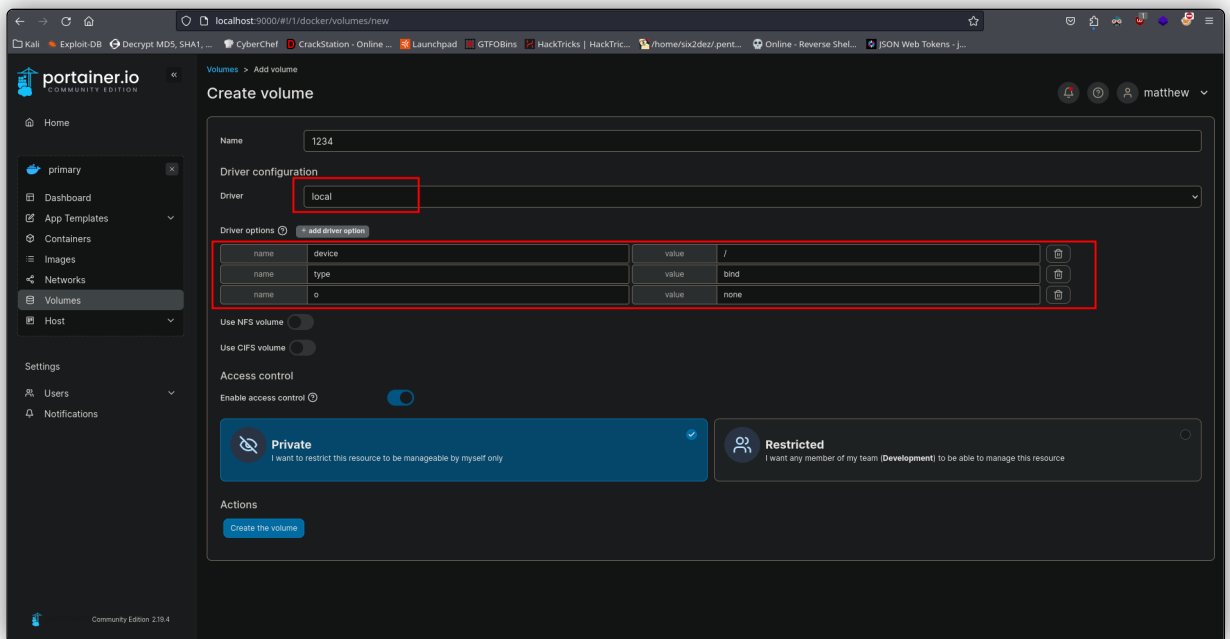 localhost:9000/#!/1/docker/volumes/new
Kali Exploit-DB Decrypt MD5, SHA1, ... CyberChef CrackStation - Online ... Launchpad GTFOBins HackTricks | HackTric... /home/six2dez/.pent... Online - Reverse Shel... JSON Web Tokens - j...
portainer.io
COMMUNITY EDITION
Home
primary
Dashboard
App Templates
Containers
Images
Networks
Volumes
Host
Settings
Users
Notifications
Community Edition 2.19.4
Volumes > Add volume
Create volume
matthew
Name 1234
Driver configuration
Driver local
Driver options + add driver option
name device value /
name type value bind
name o value none
Use NFS volume
Use CIFS volume
Access control
Enable access control
Private
I want to restrict this resource to be manageable by myself only
Restricted
I want any member of my team (Development) to be able to manage this resource
Actions
Create the volume